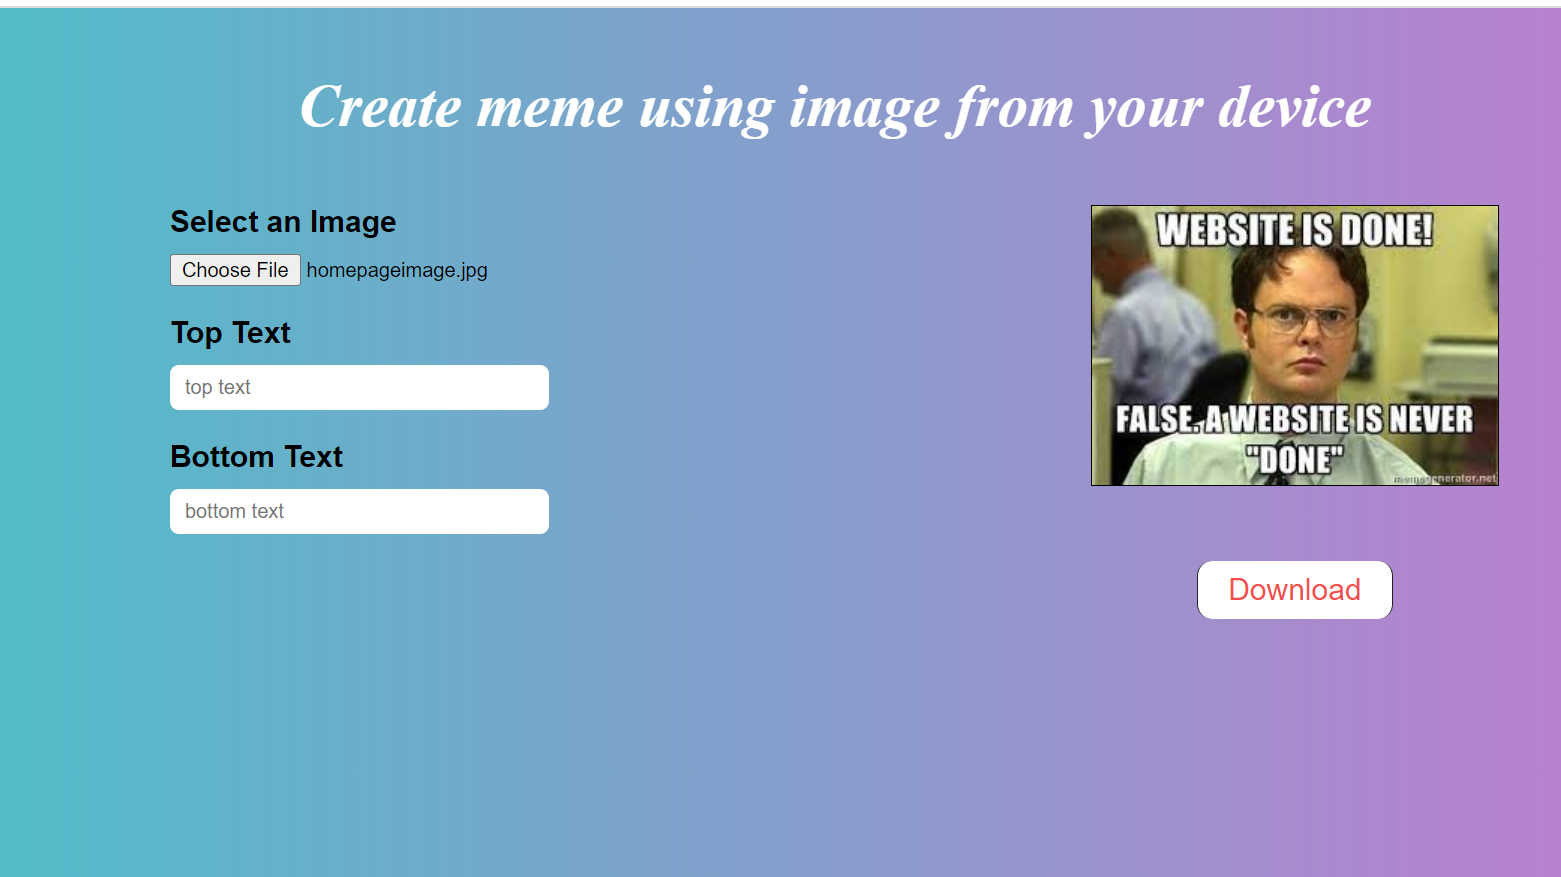 Create meme using image from your device
Select an Image
Choose File homepageimage.jpg
Top Text
top text
Bottom Text
bottom text
WEBSITE IS DONE!
FALSE. A WEBSITE IS NEVER
"DONE"
memegenerator.net
Download